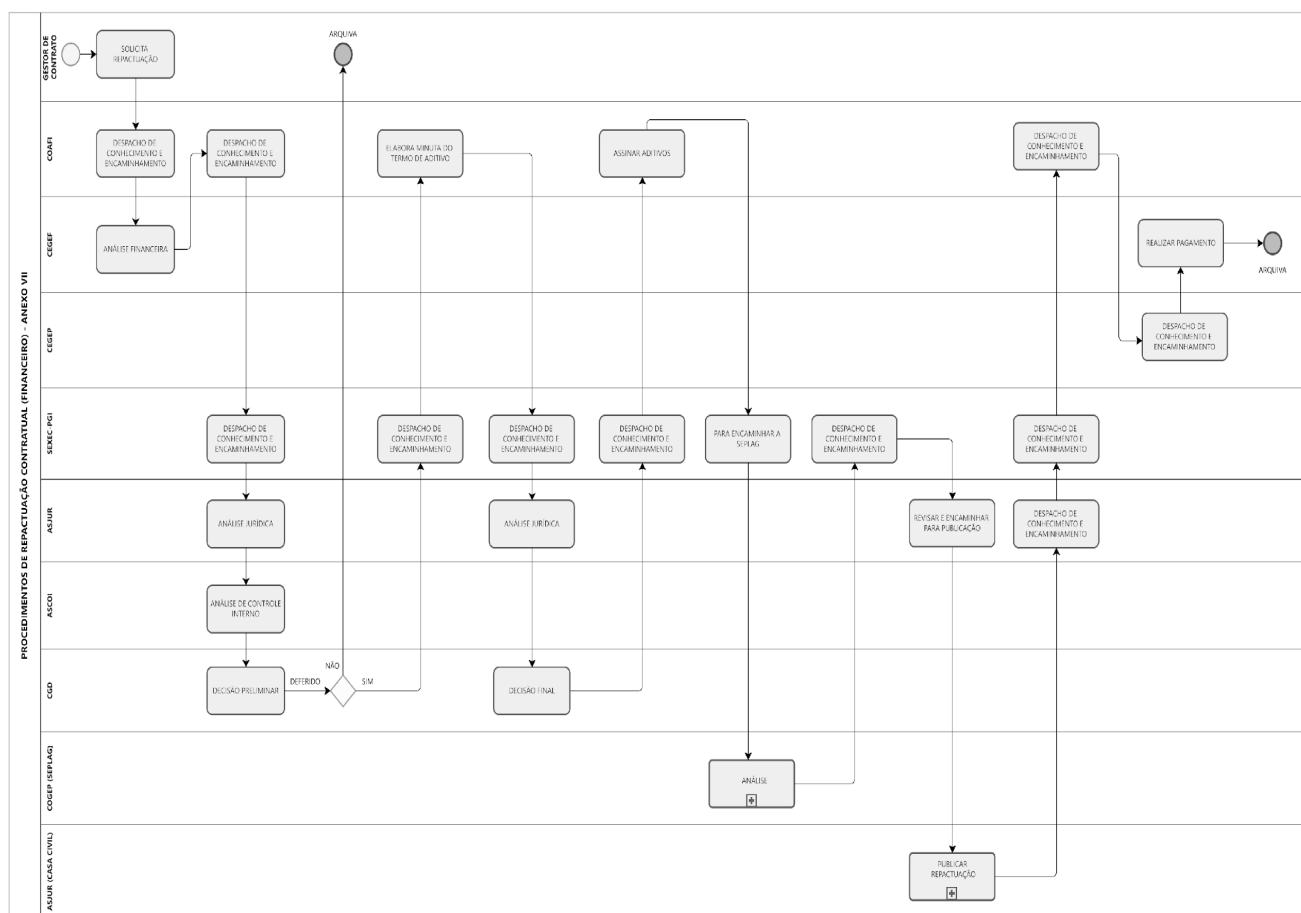 PROCEDIMENTOS DE REPACTUAÇÃO CONTRATUAL (FINANCEIRO) - ANEXO VII
GESTOR DE
CONTRATO
SOLICITA
REPACTUAÇÃO
ARQUIVA
COAFI
DESPACHO DE
CONHECIMENTO E
ENCAMINHAMENTO
DESPACHO DE
CONHECIMENTO E
ENCAMINHAMENTO
ELABORA MINUTA DO
TERMO DE ADITIVO
ASSINAR ADITIVOS
DESPACHO DE
CONHECIMENTO E
ENCAMINHAMENTO
CEGEF
ANÁLISE FINANCEIRA
REALIZAR PAGAMENTO
ARQUIVA
CEGEP
DESPACHO DE
CONHECIMENTO E
ENCAMINHAMENTO
SEXEC-PGI
DESPACHO DE
CONHECIMENTO E
ENCAMINHAMENTO
DESPACHO DE
CONHECIMENTO E
ENCAMINHAMENTO
DESPACHO DE
CONHECIMENTO E
ENCAMINHAMENTO
DESPACHO DE
CONHECIMENTO E
ENCAMINHAMENTO
PARA ENCAMINHAR A
SEPLAG
DESPACHO DE
CONHECIMENTO E
ENCAMINHAMENTO
DESPACHO DE
CONHECIMENTO E
ENCAMINHAMENTO
ASJUR
ANÁLISE JURÍDICA
ANÁLISE JURÍDICA
REVISAR E ENCAMINHAR
PARA PUBLICAÇÃO
DESPACHO DE
CONHECIMENTO E
ENCAMINHAMENTO
ASCOI
ANÁLISE DE CONTROLE
INTERNO
CGD
DECISÃO PRELIMINAR
DEFERIDO
NÃO
SIM
DECISÃO FINAL
COGEP (SEPLAG)
ANÁLISE
ASJUR (CASA CIVIL)
PUBLICAR
REPACTUAÇÃO